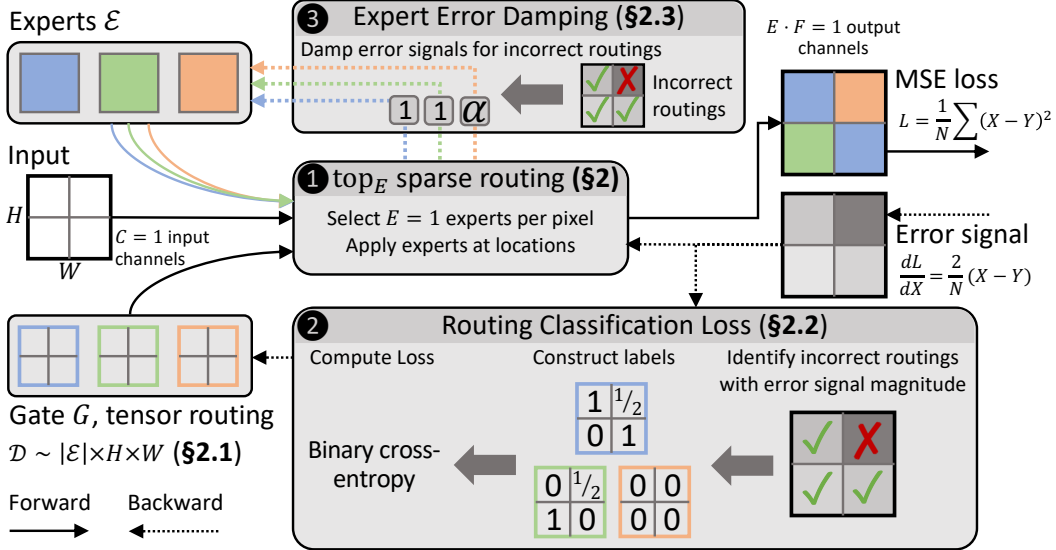 Experts ℰ
❸ Expert Error Damping (§2.3)
Damp error signals for incorrect routings
1 1 α
✓ ✗
✓ ✓
Incorrect
routings
E · F = 1 output
channels
MSE loss
L = 1/N ∑(X − Y)²
Input
H
W
C = 1 input
channels
❶ top_E sparse routing (§2)
Select E = 1 experts per pixel
Apply experts at locations
Error signal
dL/dX = 2/N (X − Y)
Gate G, tensor routing
𝒟 ~ |ℰ|×H×W (§2.1)
Forward Backward
❷ Routing Classification Loss (§2.2)
Compute Loss
Binary cross-
entropy
Construct labels
1 1/2
0 1
0 1/2
1 0
0 0
0 0
Identify incorrect routings
with error signal magnitude
✓ ✗
✓ ✓